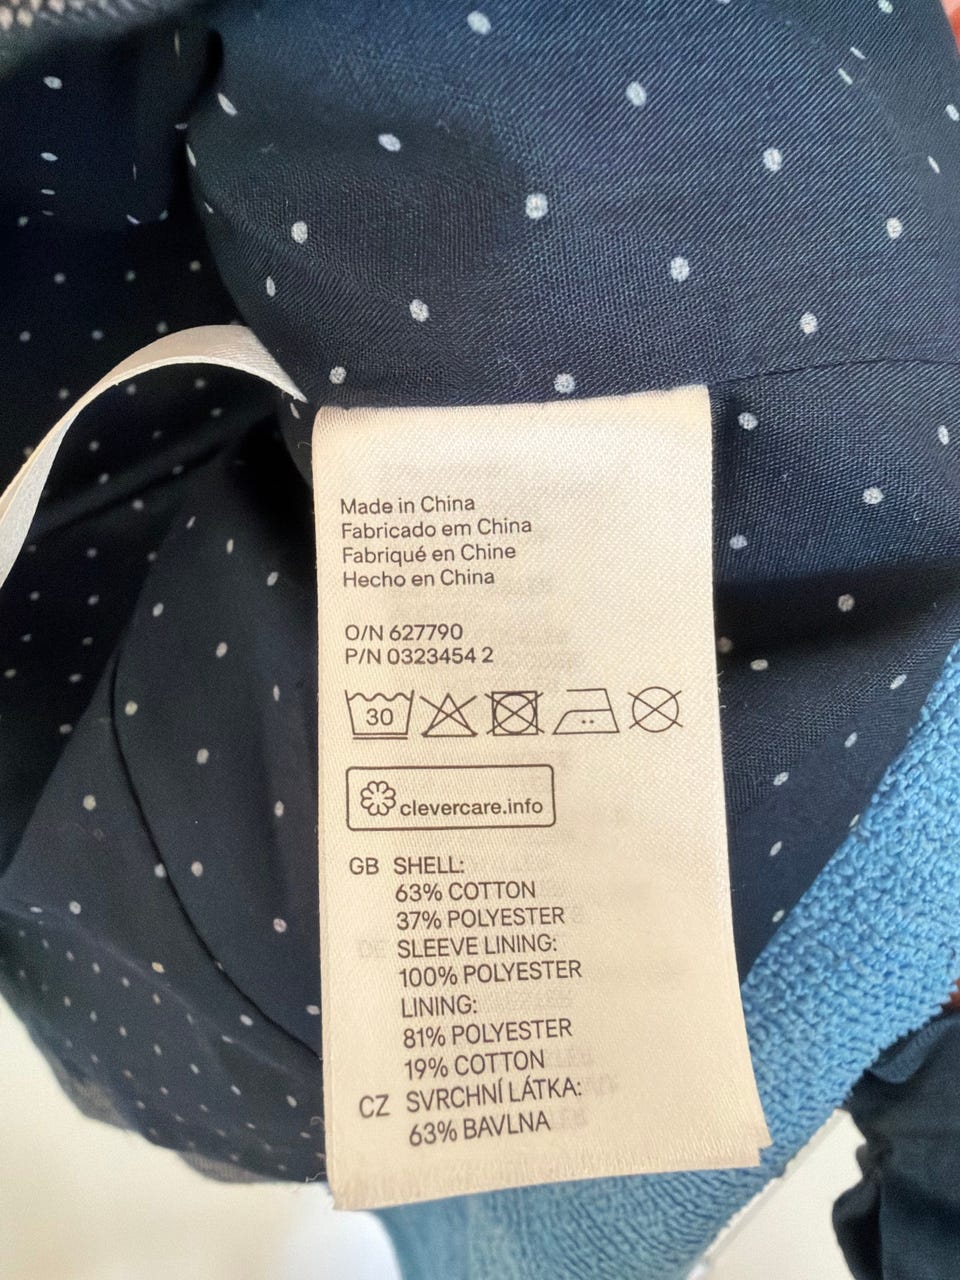 Made in China
Fabricado em China
Fabriqué en Chine
Hecho en China
O/N 627790
P/N 0323454 2
30
clevercare.info
GB SHELL:
63% COTTON
37% POLYESTER
SLEEVE LINING:
100% POLYESTER
LINING:
81% POLYESTER
19% COTTON
CZ SVRCHNÍ LÁTKA:
63% BAVLNA